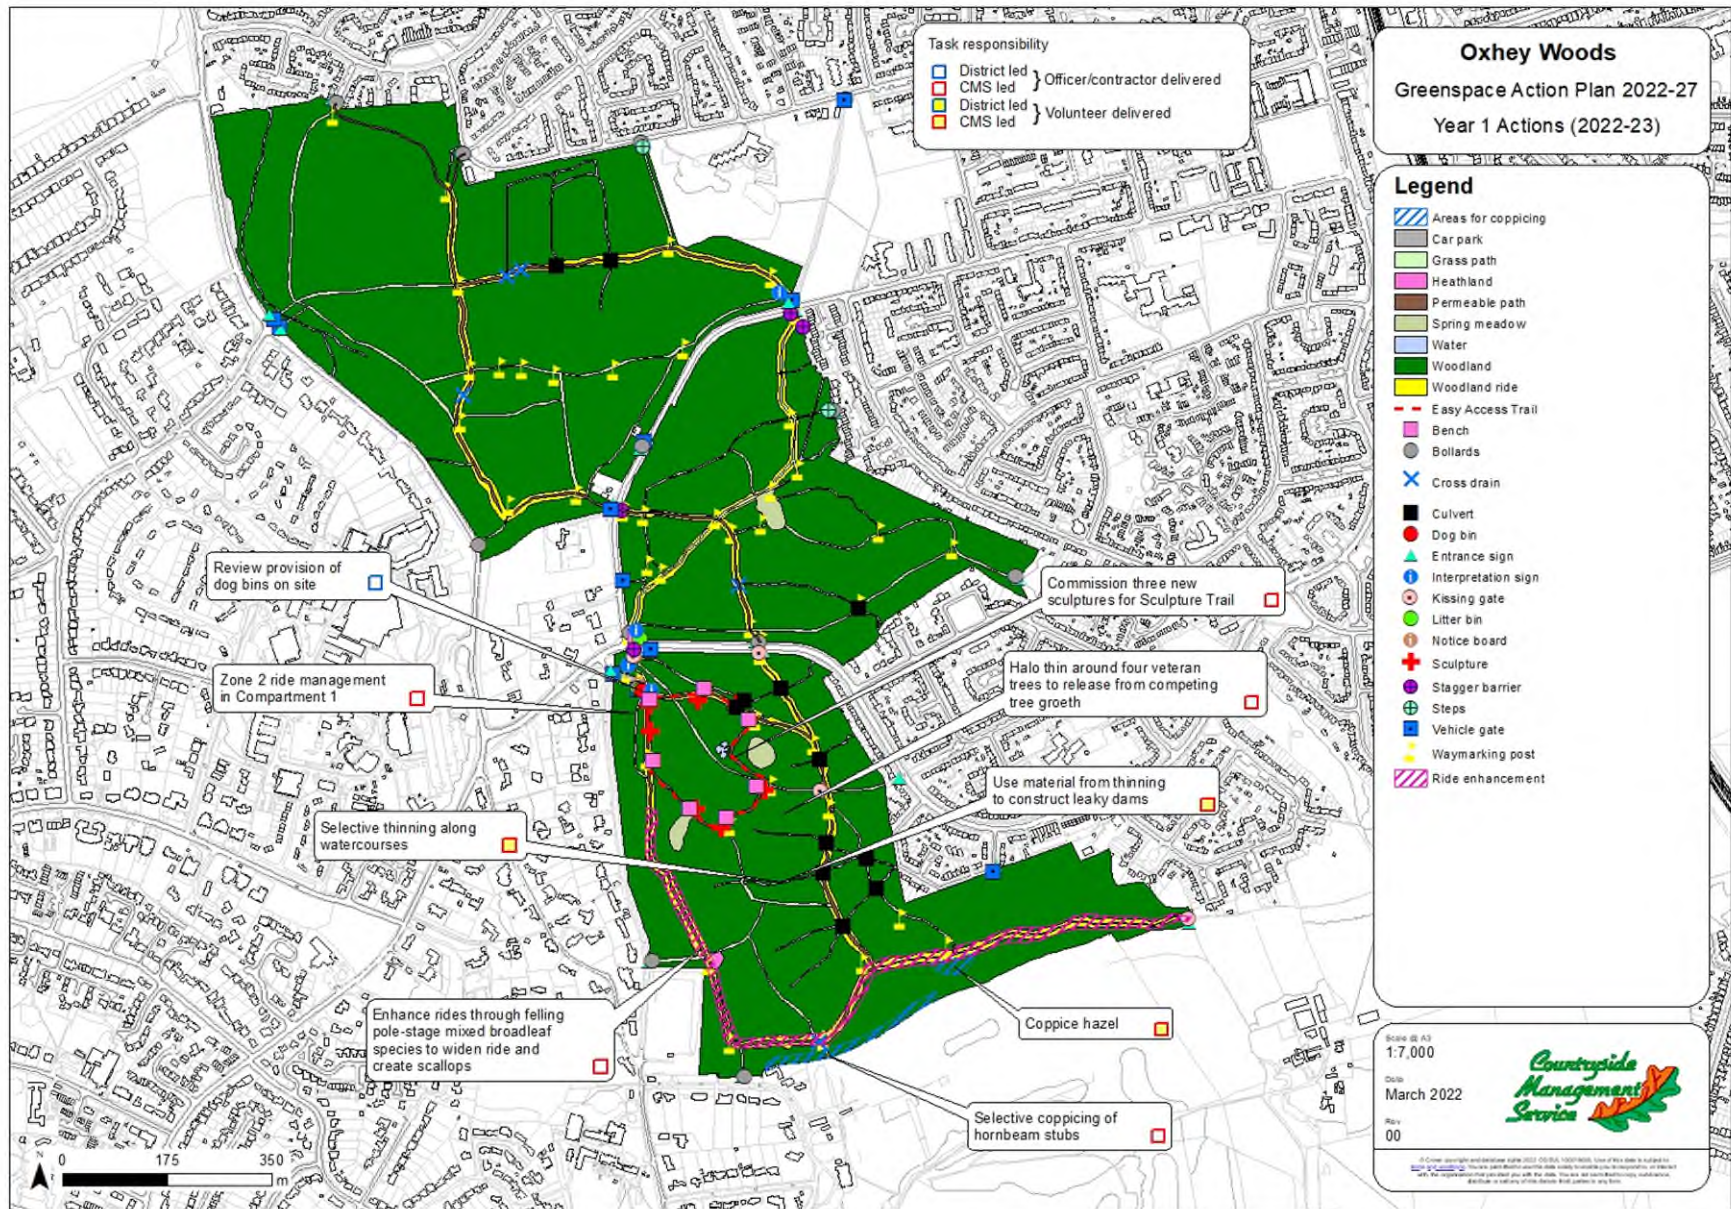 Task responsibility
District led
CMS led
Officer/contractor delivered
District led
CMS led
Volunteer delivered
Oxhey Woods
Greenspace Action Plan 2022-27
Year 1 Actions (2022-23)
Legend
Areas for coppicing
Car park
Grass path
Heathland
Permeable path
Spring meadow
Water
Woodland
Woodland ride
Easy Access Trail
Bench
Bollards
Cross drain
Culvert
Dog bin
Entrance sign
Interpretation sign
Kissing gate
Litter bin
Notice board
Sculpture
Stagger barrier
Steps
Vehicle gate
Waymarking post
Ride enhancement
Review provision of
dog bins on site
Commission three new
sculptures for Sculpture Trail
Zone 2 ride management
in Compartment 1
Halo thin around four veteran
trees to release from competing
tree groeth
Use material from thinning
to construct leaky dams
Selective thinning along
watercourses
Enhance rides through felling
pole-stage mixed broadleaf
species to widen ride and
create scallops
Coppice hazel
Selective coppicing of
hornbeam stubs
Scale @ A3
1:7,000
Date
March 2022
Rev
00
Countryside
Management
Service
N
0 175 350
m